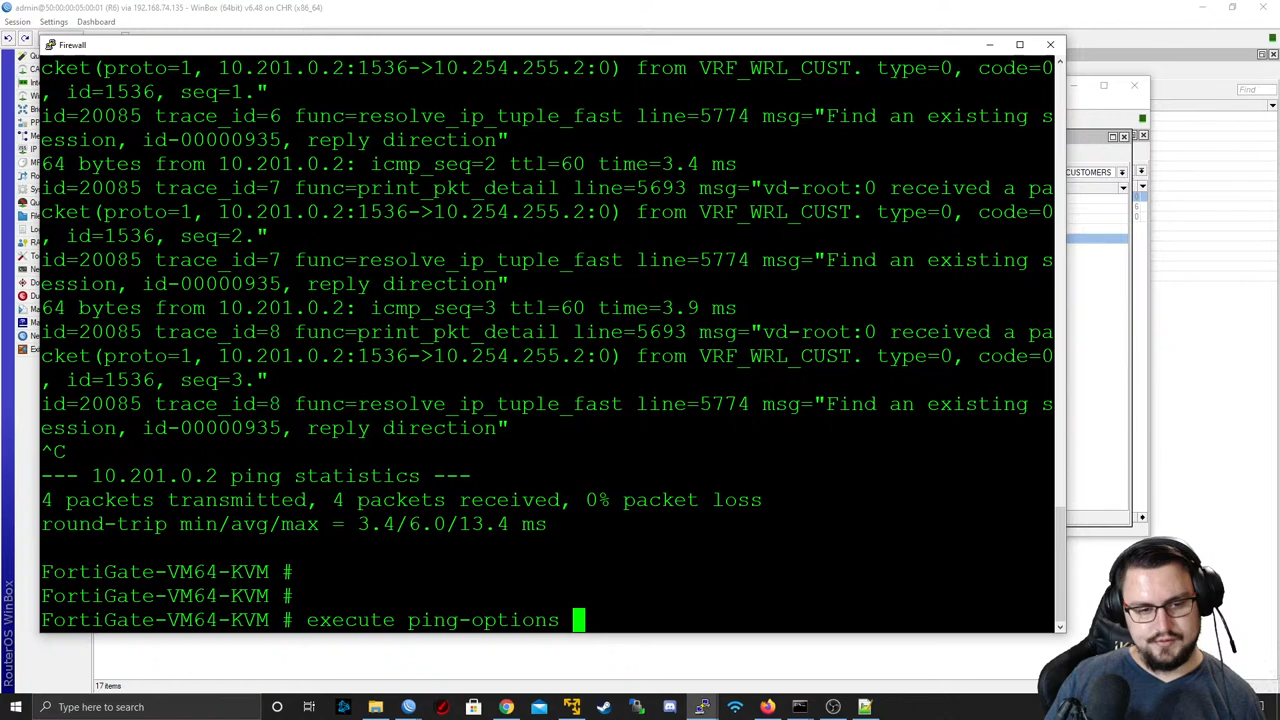 admin@50:00:00:05:01 (R6) via 192.168.74.135 - WinBox (64bit) v6.48 on CHR (x86_64)
Session Settings Dashboard
Firewall
Find
cket(proto=1, 10.201.0.2:1536->10.254.255.2:0) from VRF_WRL_CUST. type=0, code=0
, id=1536, seq=1."
id=20085 trace_id=6 func=resolve_ip_tuple_fast line=5774 msg="Find an existing s
ession, id-00000935, reply direction"
64 bytes from 10.201.0.2: icmp_seq=2 ttl=60 time=3.4 ms
id=20085 trace_id=7 func=print_pkt_detail line=5693 msg="vd-root:0 received a pa
cket(proto=1, 10.201.0.2:1536->10.254.255.2:0) from VRF_WRL_CUST. type=0, code=0
, id=1536, seq=2."
id=20085 trace_id=7 func=resolve_ip_tuple_fast line=5774 msg="Find an existing s
ession, id-00000935, reply direction"
64 bytes from 10.201.0.2: icmp_seq=3 ttl=60 time=3.9 ms
id=20085 trace_id=8 func=print_pkt_detail line=5693 msg="vd-root:0 received a pa
cket(proto=1, 10.201.0.2:1536->10.254.255.2:0) from VRF_WRL_CUST. type=0, code=0
, id=1536, seq=3."
id=20085 trace_id=8 func=resolve_ip_tuple_fast line=5774 msg="Find an existing s
ession, id-00000935, reply direction"
^C
--- 10.201.0.2 ping statistics ---
4 packets transmitted, 4 packets received, 0% packet loss
round-trip min/avg/max = 3.4/6.0/13.4 ms
FortiGate-VM64-KVM #
FortiGate-VM64-KVM #
FortiGate-VM64-KVM # execute ping-options
CUSTOMERS
RouterOS WinBox
17 items
Type here to search